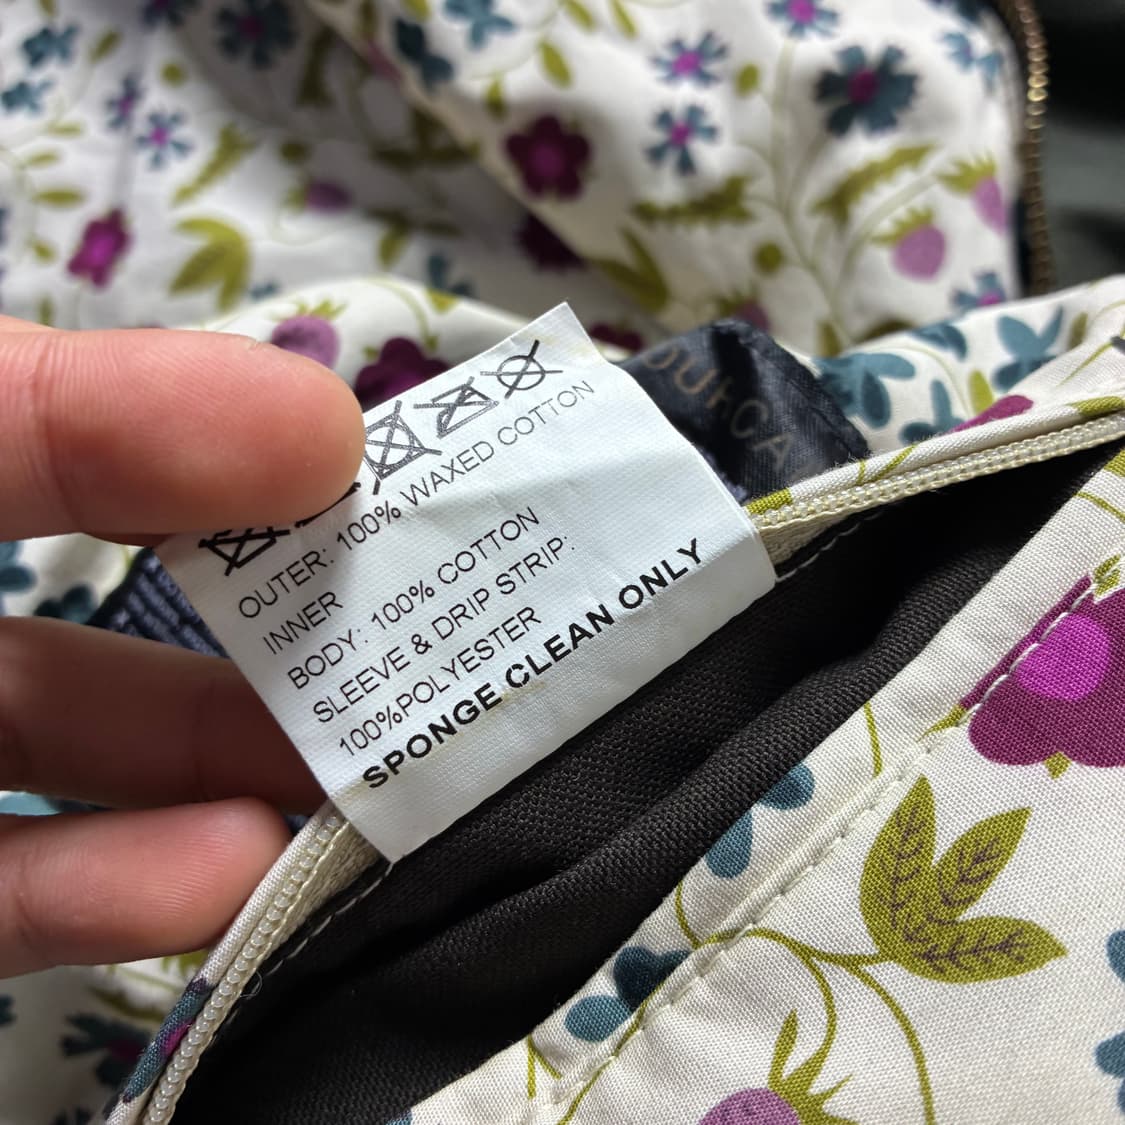 OUTER: 100% WAXED COTTON
INNER
BODY: 100% COTTON
SLEEVE & DRIP STRIP:
100%POLYESTER
SPONGE CLEAN ONLY